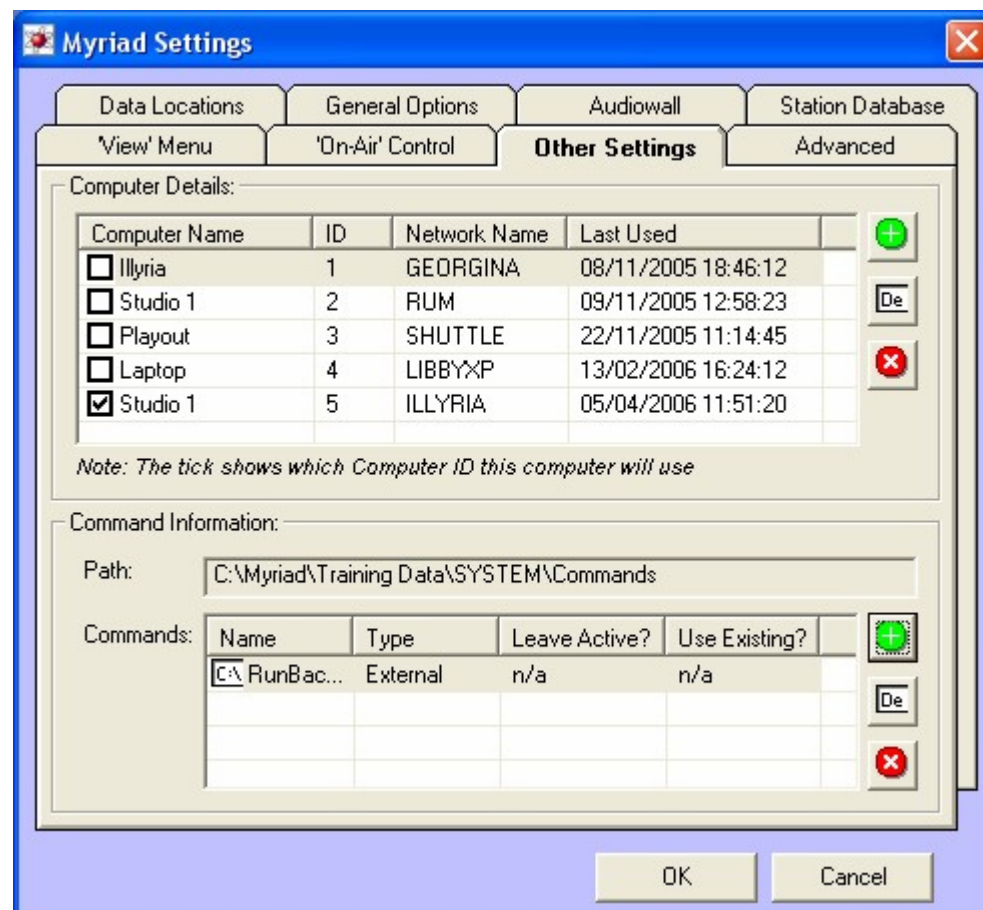 Myriad Settings
Data Locations General Options Audiowall Station Database
'View' Menu 'On-Air' Control Other Settings Advanced
Computer Details:
Computer Name ID Network Name Last Used
Illyria 1 GEORGINA 08/11/2005 18:46:12
Studio 1 2 RUM 09/11/2005 12:58:23
De
Playout 3 SHUTTLE 22/11/2005 11:14:45
Laptop 4 LIBBYXP 13/02/2006 16:24:12
Studio 1 5 ILLYRIA 05/04/2006 11:51:20
Note: The tick shows which Computer ID this computer will use
Command Information:
Path: C:\Myriad\Training Data\SYSTEM\Commands
Commands: Name Type Leave Active? Use Existing?
C:\ RunBac... External n/a n/a
De
OK Cancel